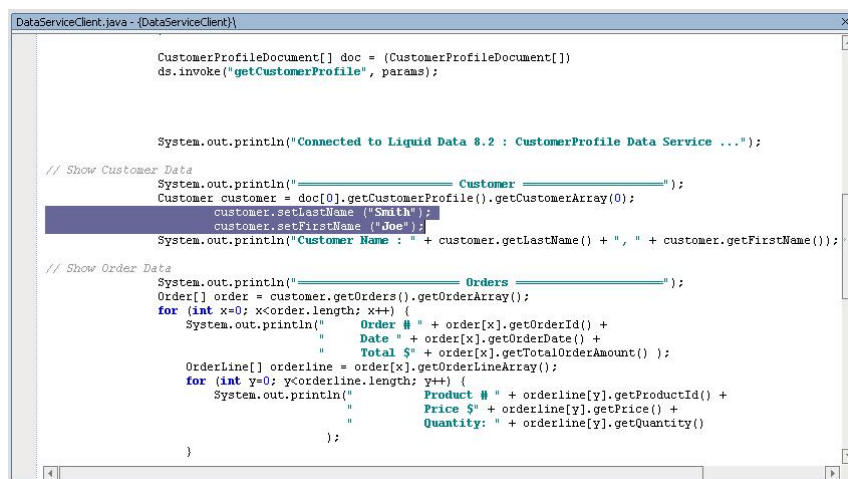 DataServiceClient.java - {DataServiceClient}\
CustomerProfileDocument[] doc = (CustomerProfileDocument[])
ds.invoke("getCustomerProfile", params);
System.out.println("Connected to Liquid Data 8.2 : CustomerProfile Data Service ...");
// Show Customer Data
System.out.println("====================== Customer ====================");
Customer customer = doc[0].getCustomerProfile().getCustomerArray(0);
customer.setLastName ("Smith");
customer.setFirstName ("Joe");
System.out.println("Customer Name : " + customer.getLastName() + ", " + customer.getFirstName());
// Show Order Data
System.out.println("======================= Orders =====================");
Order[] order = customer.getOrders().getOrderArray();
for (int x=0; x<order.length; x++) {
System.out.println("     Order # " + order[x].getOrderId() +
"     Date " + order[x].getOrderDate() +
"     Total $" + order[x].getTotalOrderAmount() );
OrderLine[] orderline = order[x].getOrderLineArray();
for (int y=0; y<orderline.length; y++) {
System.out.println("          Product # " + orderline[y].getProductId() +
"          Price $" + orderline[y].getPrice() +
"          Quantity: " + orderline[y].getQuantity()
);
}